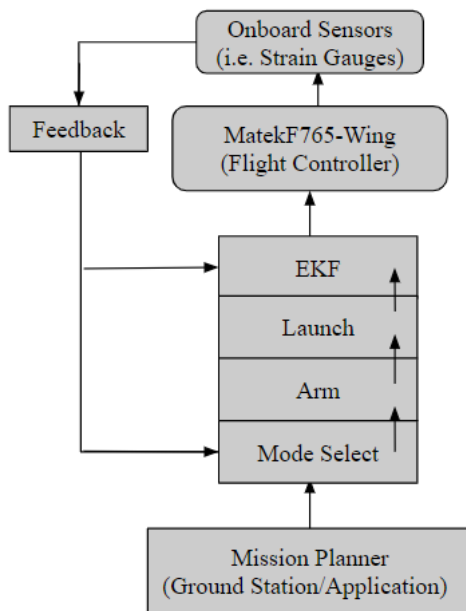 Onboard Sensors
(i.e. Strain Gauges)
Feedback
MatekF765-Wing
(Flight Controller)
EKF
Launch
Arm
Mode Select
Mission Planner
(Ground Station/Application)